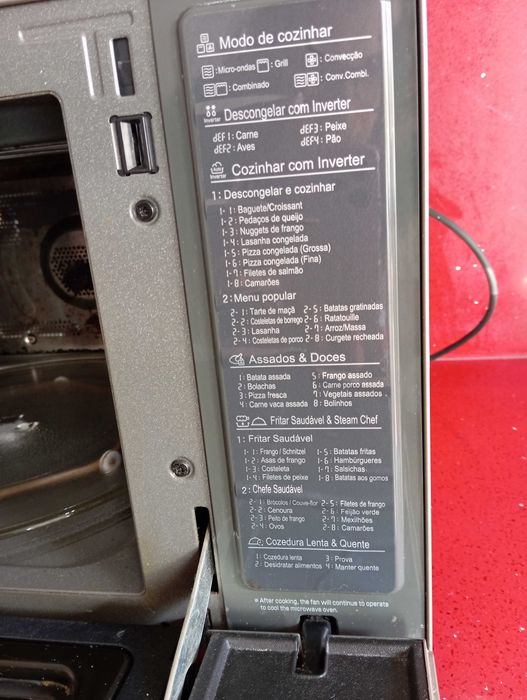 Modo de cozinhar
:Micro-ondas :Grill :Convecção
:Combinado :Conv.Combi.
Inverter Descongelar com Inverter
dEF1: Carne dEF3: Peixe
dEF2: Aves dEF4: Pão
Inverter Cozinhar com Inverter
1: Descongelar e cozinhar
1-1: Baguete/Croissant
1-2: Pedaços de queijo
1-3: Nuggets de frango
1-4: Lasanha congelada
1-5: Pizza congelada (Grossa)
1-6: Pizza congelada (Fina)
1-7: Filetes de salmão
1-8: Camarões
2: Menu popular
2-1: Tarte de maçã 2-5: Batatas gratinadas
2-2: Costeletas de borrego 2-6: Ratatouille
2-3: Lasanha 2-7: Arroz/Massa
2-4: Costeletas de porco 2-8: Curgete recheada
Assados & Doces
1: Batata assada 5: Frango assado
2: Bolachas 6: Carne porco assada
3: Pizza fresca 7: Vegetais assados
4: Carne vaca assada 8: Bolinhos
Fritar Saudável & Steam Chef
1: Fritar Saudável
1-1: Frango / Schnitzel 1-5: Batatas fritas
1-2: Asas de frango 1-6: Hambúrgueres
1-3: Costeleta 1-7: Salsichas
1-4: Filetes de peixe 1-8: Batatas aos gomos
2: Chefe Saudável
2-1: Brócolos / Couve-flor 2-5: Filetes de frango
2-2: Cenoura 2-6: Feijão verde
2-3: Peito de frango 2-7: Mexilhões
2-4: Ovos 2-8: Camarões
Cozedura Lenta & Quente
1: Cozedura lenta 3: Prova
2: Desidratar alimentos 4: Manter quente
※ After cooking, the fan will continue to operate
to cool the microwave oven.